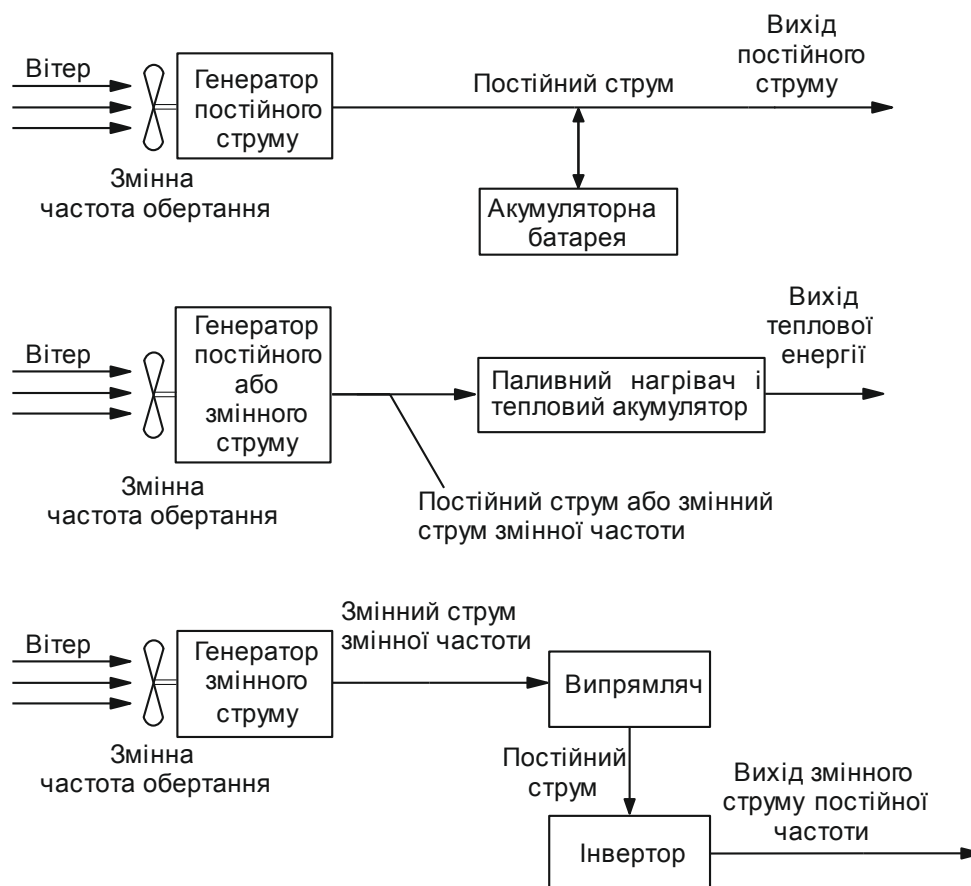 Вітер
Генератор
постійного
струму
Змінна
частота обертання
Постійний струм
Вихід
постійного
струму
Акумуляторна
батарея
Вітер
Генератор
постійного
або
змінного
струму
Змінна
частота обертання
Постійний струм або змінний
струм змінної частоти
Паливний нагрівач і
тепловий акумулятор
Вихід
теплової
енергії
Вітер
Генератор
змінного
струму
Змінна
частота обертання
Змінний струм
змінної частоти
Випрямляч
Постійний
струм
Інвертор
Вихід змінного
струму постійної
частоти